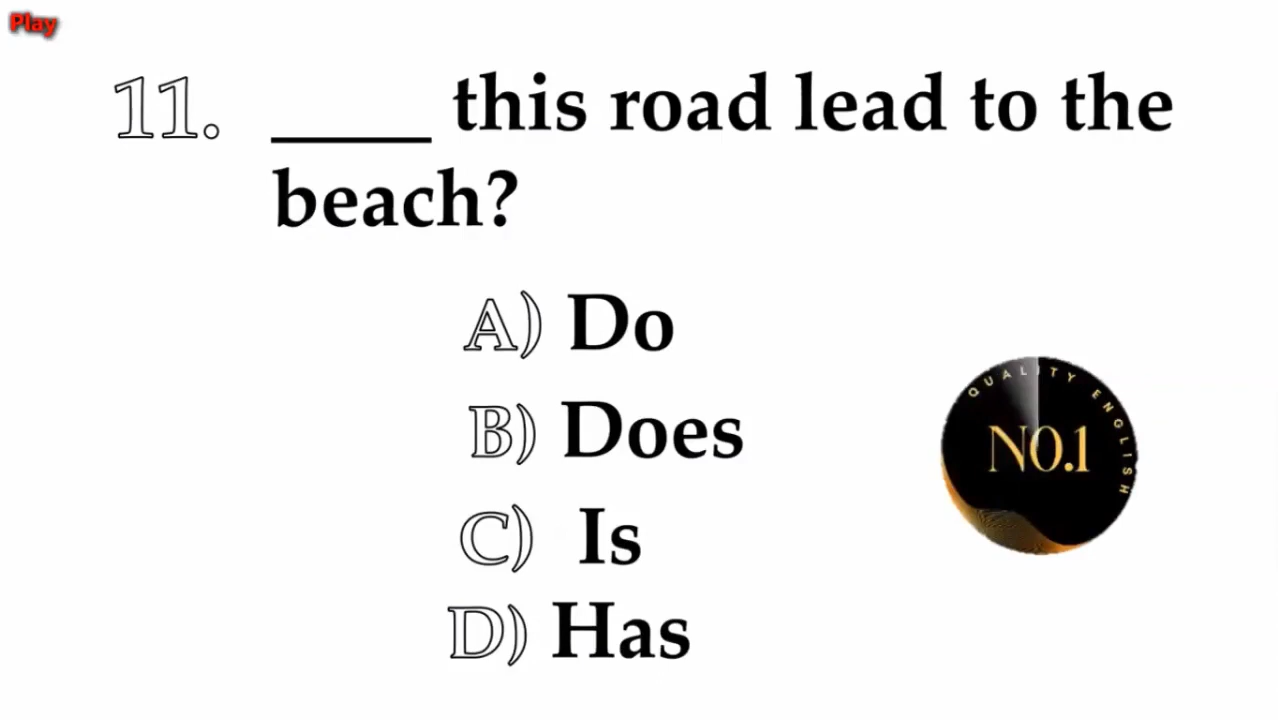 Play
11. ____ this road lead to the
beach?
A) Do
B) Does
C) Is
D) Has
QUALITY ENGLISH
NO.1